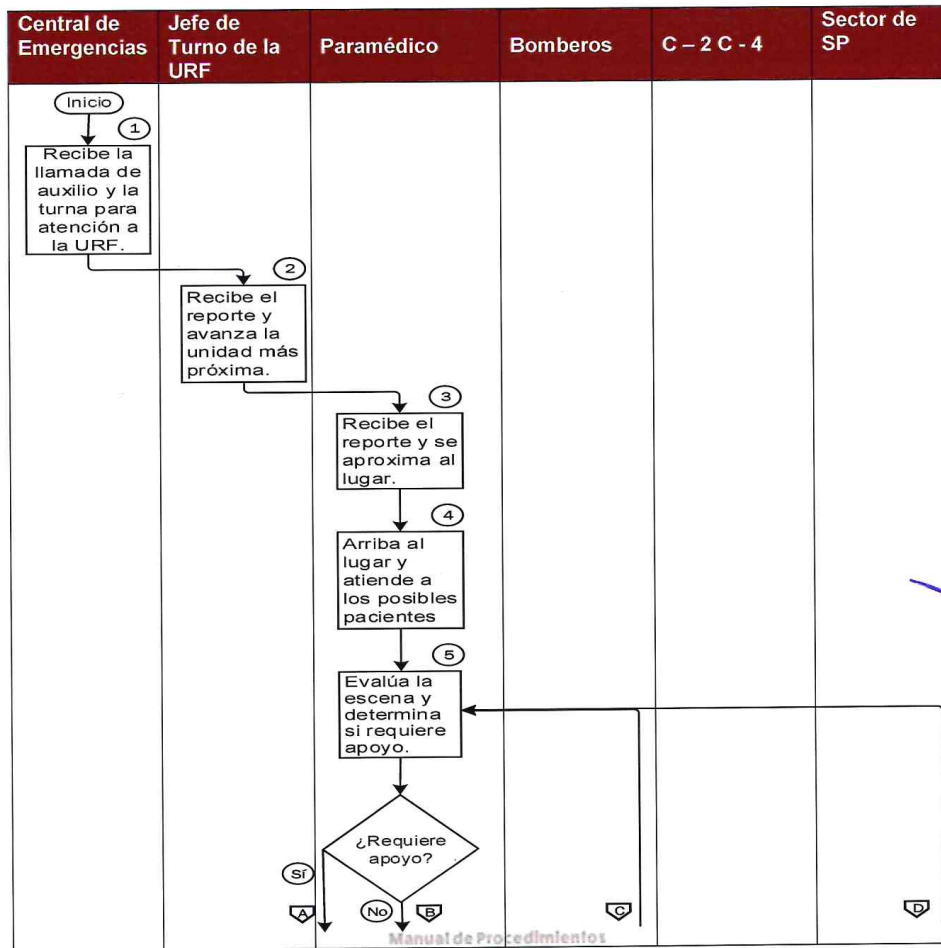 Central de
Emergencias
Jefe de
Turno de la
URF
Paramédico
Bomberos
C – 2 C - 4
Sector de
SP
Inicio
1
Recibe la
llamada de
auxilio y la
turna para
atención a
la URF.
2
Recibe el
reporte y
avanza la
unidad más
próxima.
3
Recibe el
reporte y se
aproxima al
lugar.
4
Arriba al
lugar y
atiende a
los posibles
pacientes
5
Evalúa la
escena y
determina
si requiere
apoyo.
¿Requiere
apoyo?
Sí
A
No
B
C
D
Manual de Procedimientos